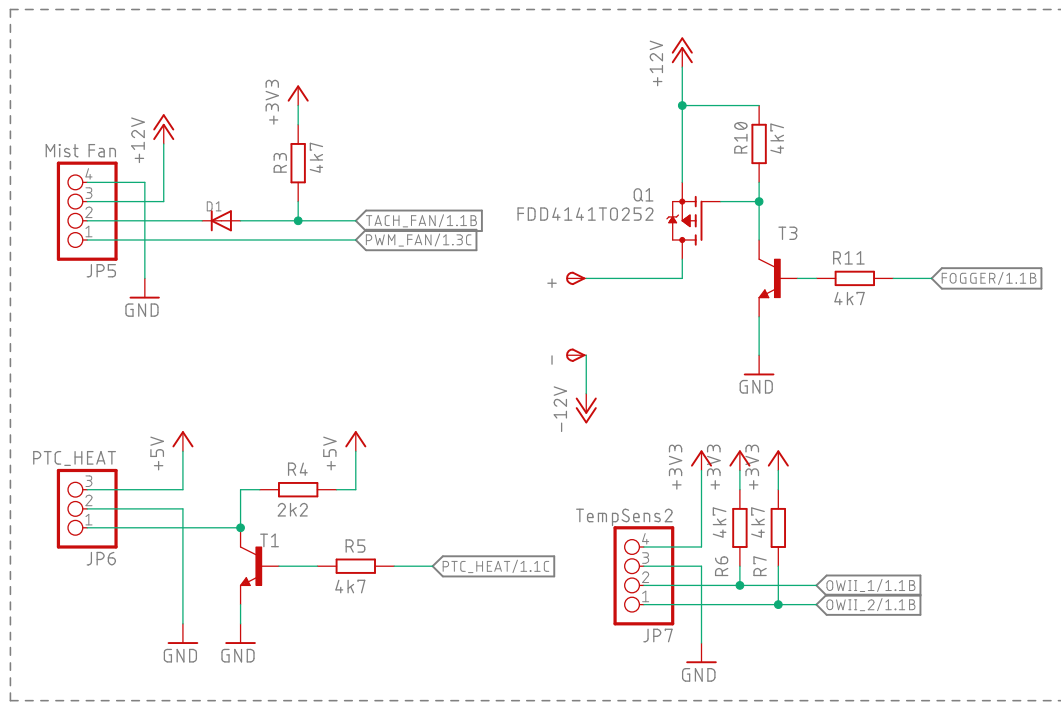 Mist Fan
4
3
2
1
JP5
+12V
GND
D1
+3V3
R3
4k7
TACH_FAN/1.1B
PWM_FAN/1.3C
+12V
R10
4k7
Q1
FDD4141TO252
T3
R11
4k7
FOGGER/1.1B
GND
+
-
-12V
PTC_HEAT
3
2
1
JP6
+5V
GND
R4
2k2
+5V
T1
GND
R5
4k7
PTC_HEAT/1.1C
TempSens2
4
3
2
1
JP7
+3V3
+3V3
+3V3
GND
R6
4k7
R7
4k7
OWII_1/1.1B
OWII_2/1.1B